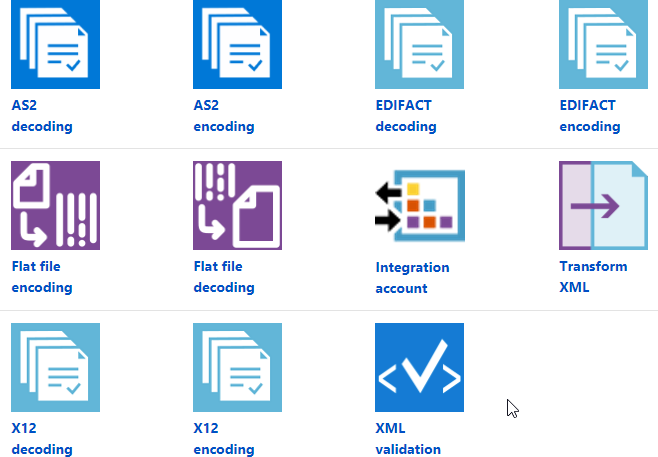 AS2
decoding
AS2
encoding
EDIFACT
decoding
EDIFACT
encoding
Flat file
encoding
Flat file
decoding
Integration
account
Transform
XML
X12
decoding
X12
encoding
XML
validation